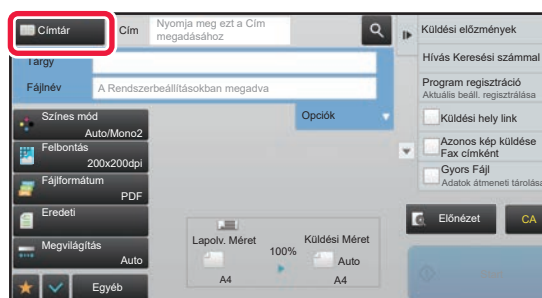 Címtár
Cím
Nyomja meg ezt a Cím
megadásához
Tárgy
Fájlnév
A Rendszerbeállításokban megadva
Opciók
Színes mód
Auto/Mono2
Felbontás
200x200dpi
Fájlformátum
PDF
Eredeti
Megvilágítás
Auto
Egyéb
Lapolv. Méret
A4
100%
Küldési Méret
Auto
A4
Küldési előzmények
Hívás Keresési számmal
Program regisztráció
Aktuális beáll. regisztrálása
Küldési hely link
Azonos kép küldése
Fax címként
Gyors Fájl
Adatok átmeneti tárolás
Előnézet
CA